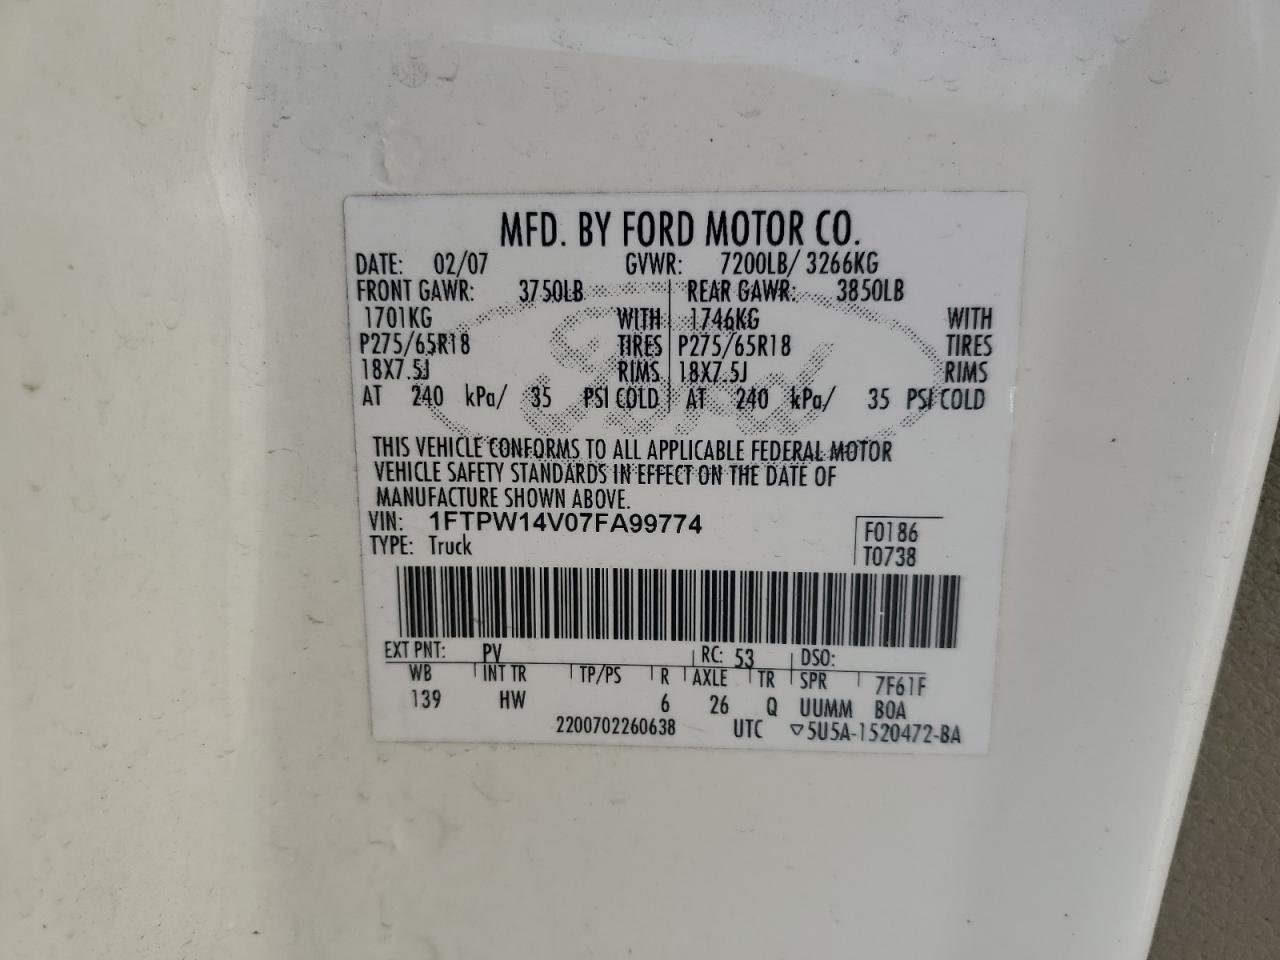 MFD. BY FORD MOTOR CO.
DATE: 02/07 GVWR: 7200LB/ 3266KG
FRONT GAWR: 3750LB REAR GAWR: 3850LB
1701KG WITH 1746KG WITH
P275/65R18 TIRES P275/65R18 TIRES
18X7.5J RIMS 18X7.5J RIMS
AT 240 kPa/ 35 PSI COLD AT 240 kPa/ 35 PSI COLD
Ford
THIS VEHICLE CONFORMS TO ALL APPLICABLE FEDERAL MOTOR
VEHICLE SAFETY STANDARDS IN EFFECT ON THE DATE OF
MANUFACTURE SHOWN ABOVE.
VIN: 1FTPW14V07FA99774 F0186
TYPE: Truck T0738
EXT PNT: PV RC: 53 DSO:
WB INT TR TP/PS R AXLE TR SPR 7F61F
139 HW 6 26 Q UUMM BOA
2200702260638 UTC ▽5U5A-1520472-BA